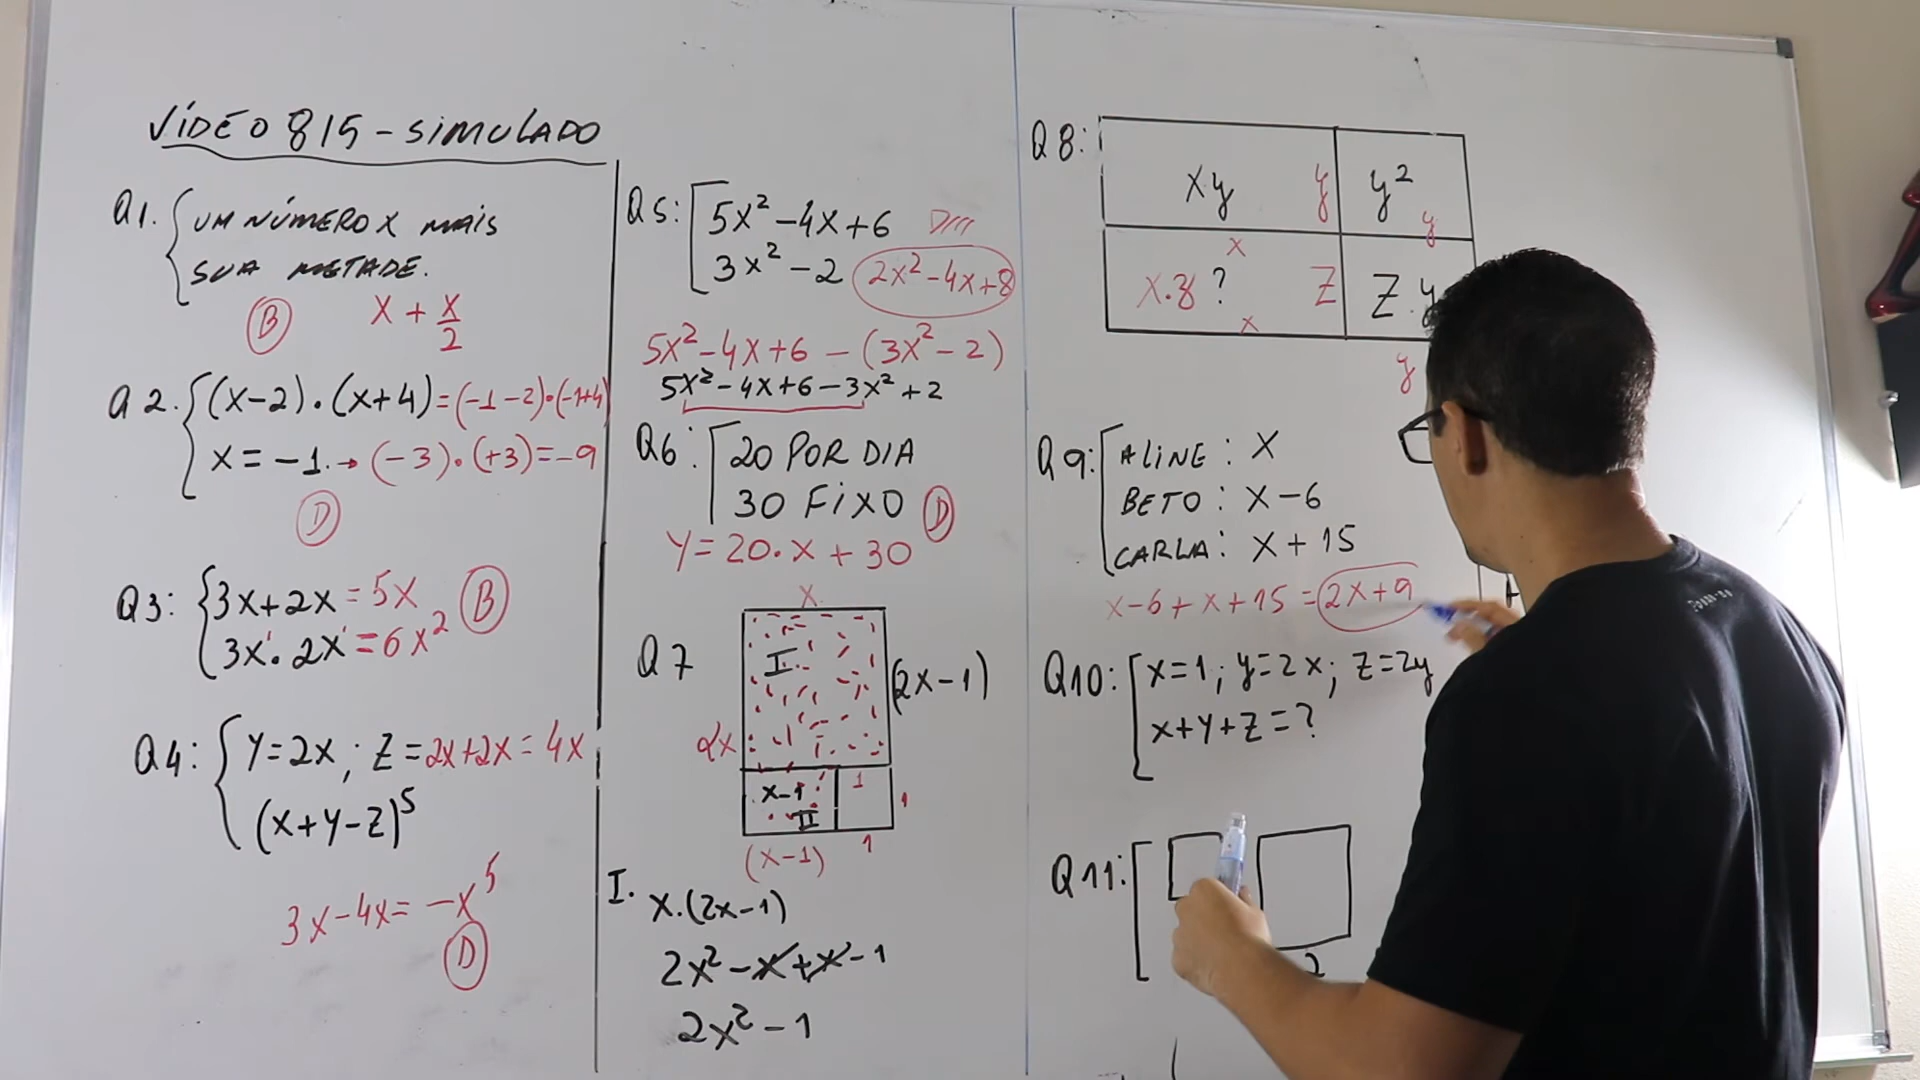 VÍDEO 815 - SIMULADO
Q1. UM NÚMERO X MAIS
SUA METADE.
B x + x/2
Q2. (x-2).(x+4)=(-1-2).(-1+4)
x=-1.→(-3).(+3)=-9
D
Q3: 3x+2x=5x B
3x¹.2x¹=6x²
Q4: Y=2x; Z=2x+2x=4x
(x+y-z)⁵
3x-4x=-x⁵
D
Q5: 5x²-4x+6
3x²-2 2x²-4x+8
5x²-4x+6-(3x²-2)
5x²-4x+6-3x²+2
Q6: 20 POR DIA
30 FIXO D
Y=20.x+30
x
Q7 I (2x-1)
2x
x-1 1 1
II
(x-1) 1
I. x.(2x-1)
2x²-x+x-1
2x²-1
Q8: xy y y²
x y
x.z? z z.y
x
y
Q9: ALINE: X
BETO: X-6
CARLA: X+15
x-6+x+15=2x+9
Q10: x=1; y=2x; z=2y
x+y+z=?
Q11:
2